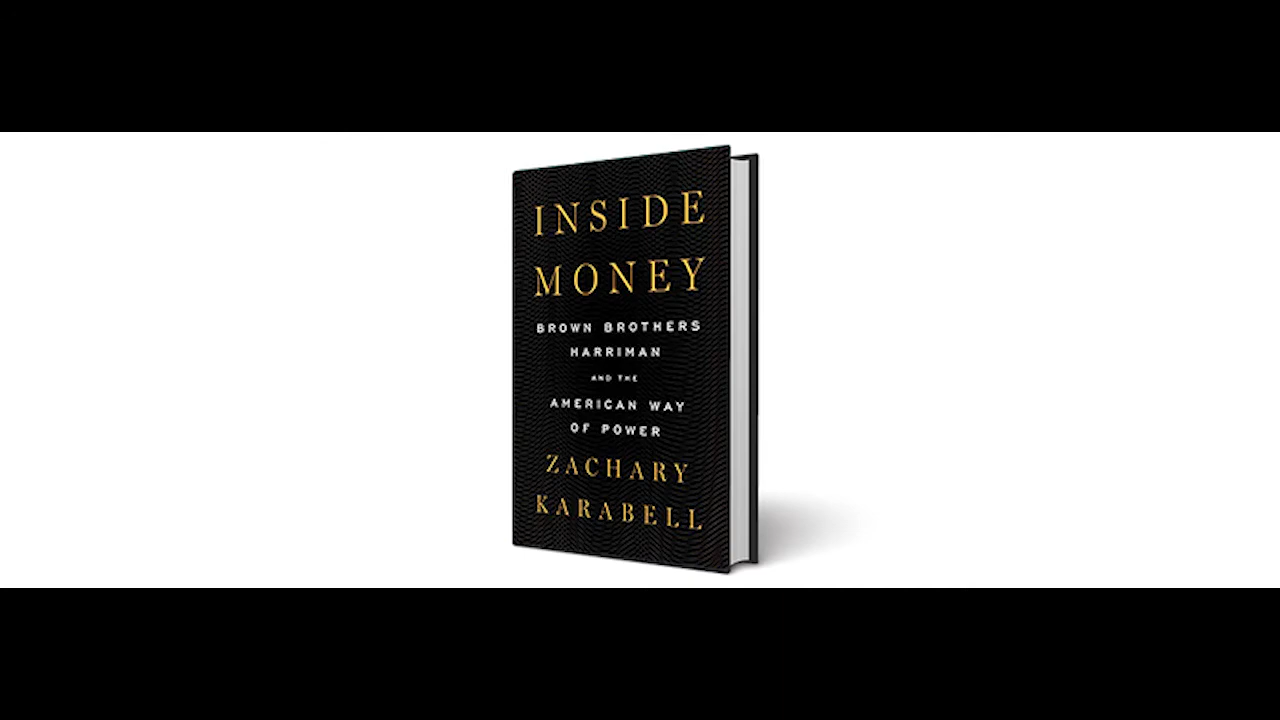 INSIDE
MONEY
BROWN BROTHERS
HARRIMAN
AND THE
AMERICAN WAY
OF POWER
ZACHARY
KARABELL